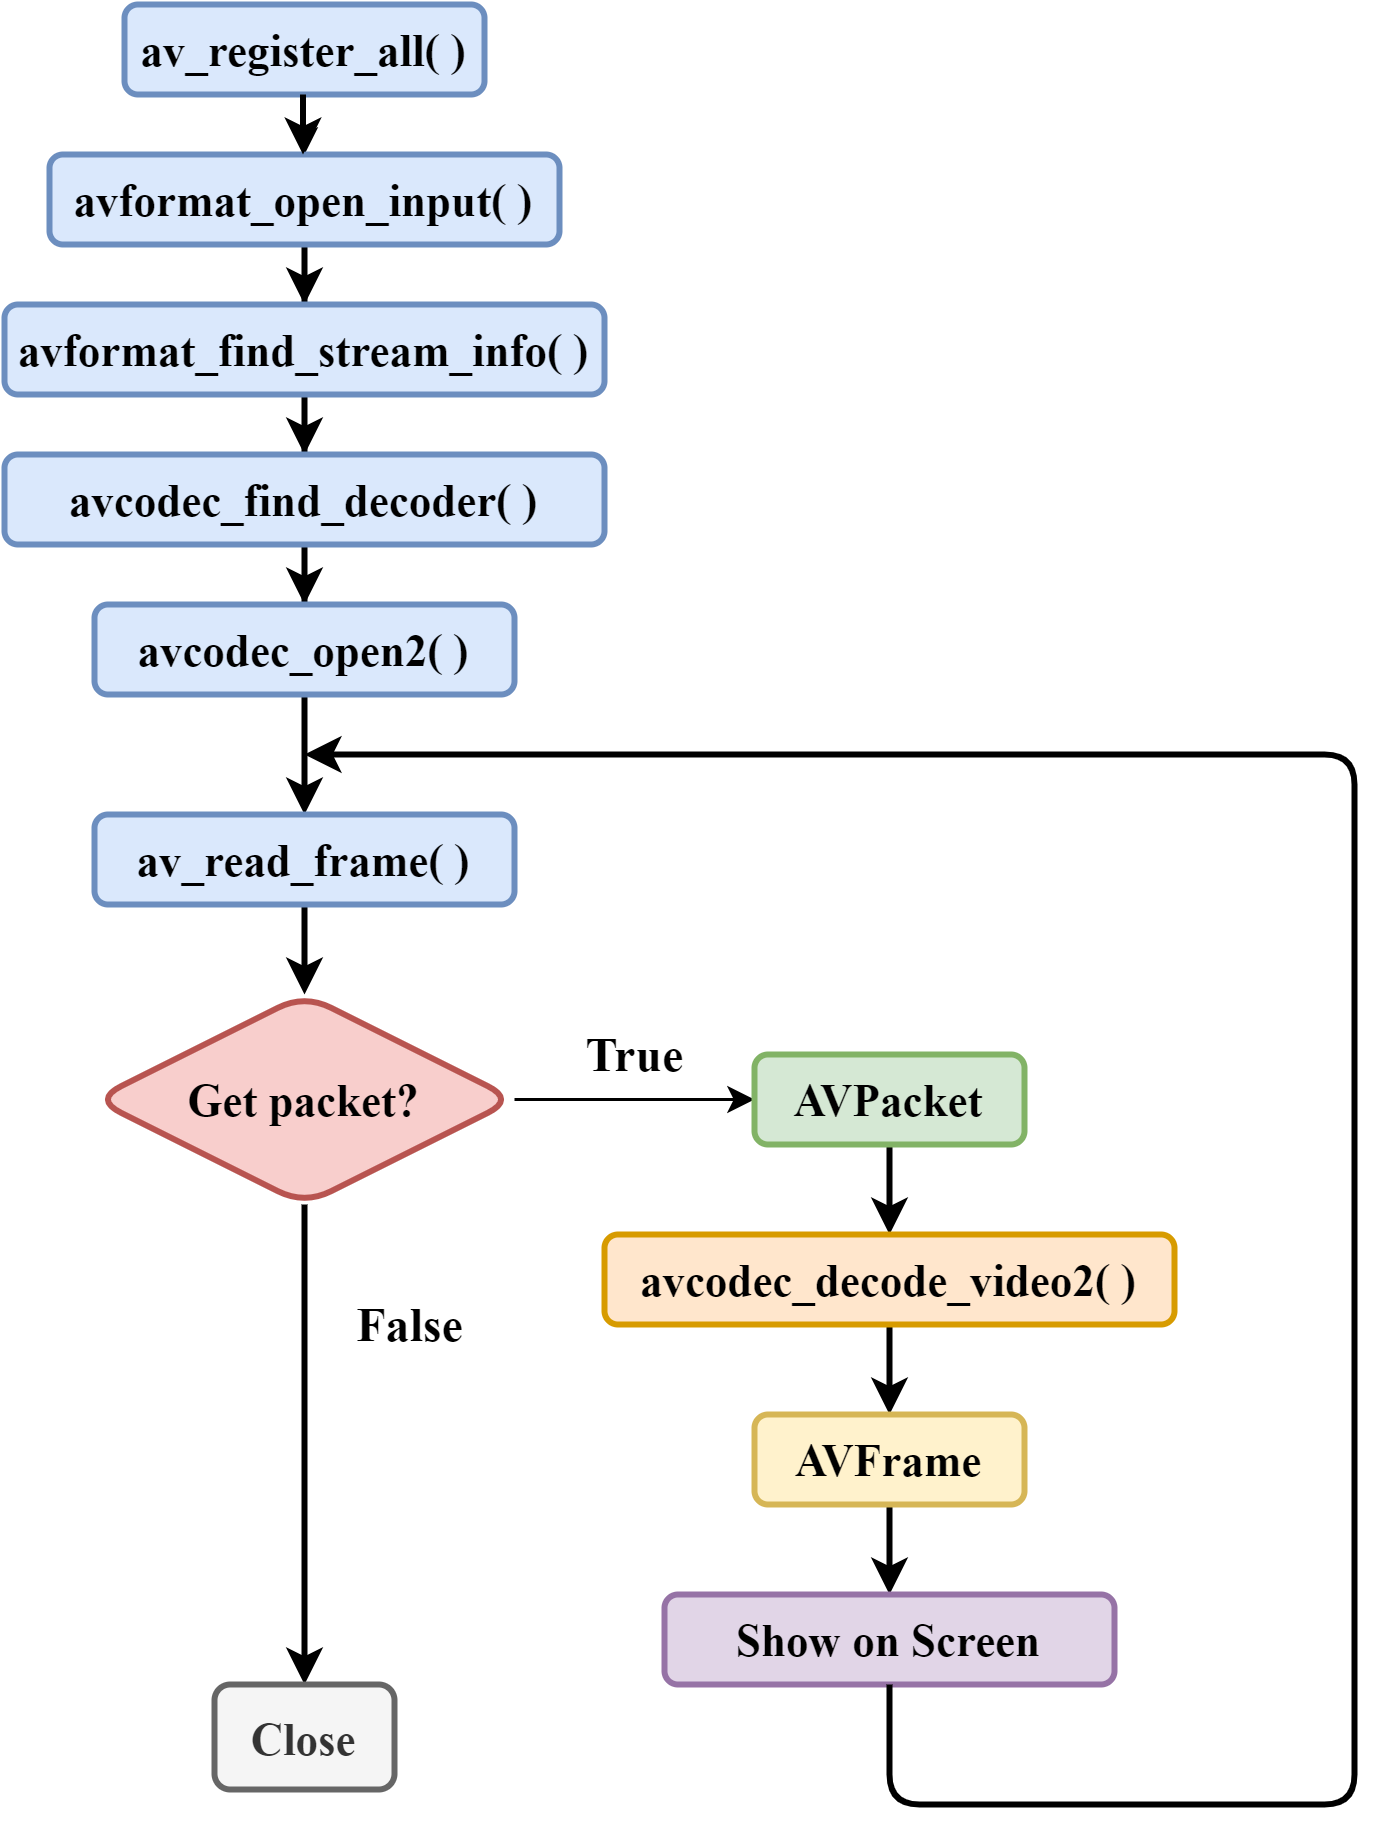 av_register_all( )
avformat_open_input( )
avformat_find_stream_info( )
avcodec_find_decoder( )
avcodec_open2( )
av_read_frame( )
Get packet?
True
AVPacket
avcodec_decode_video2( )
False
AVFrame
Show on Screen
Close